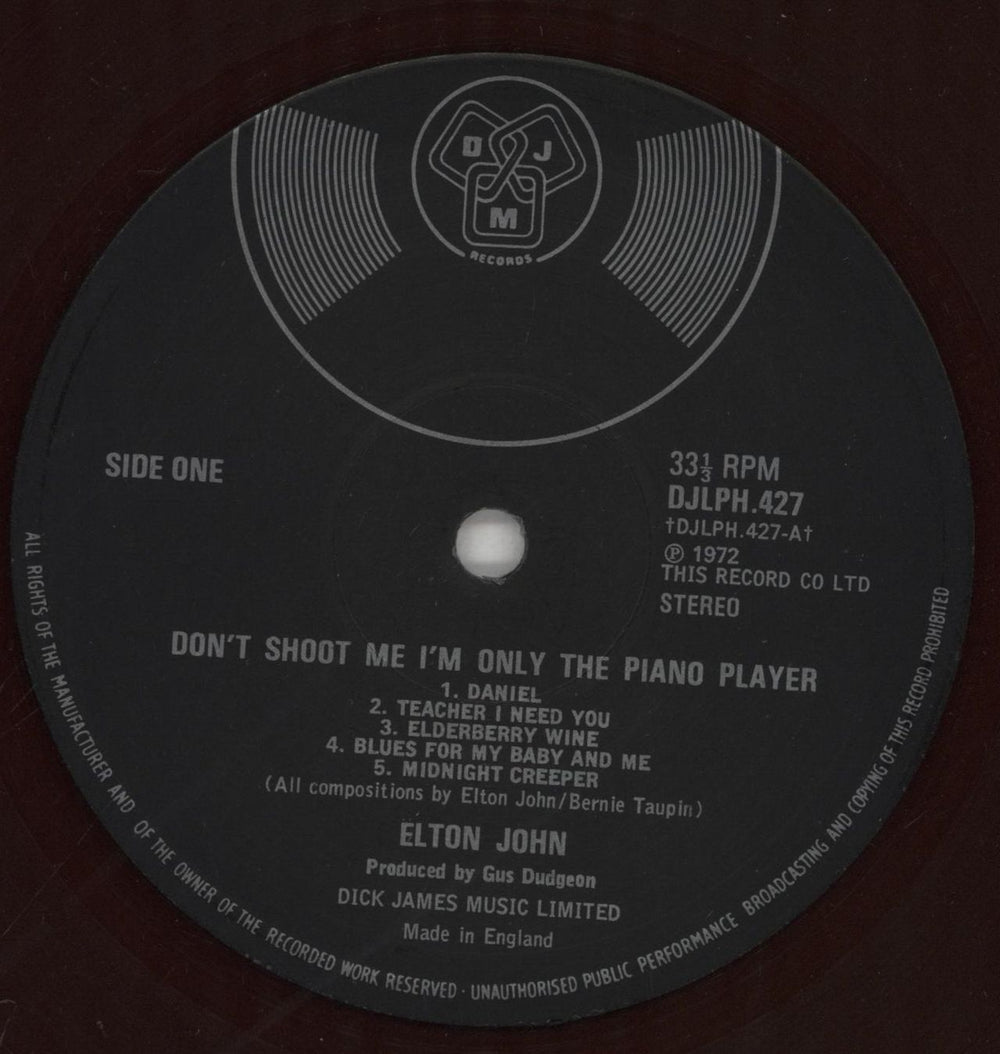 D J
M
RECORDS
SIDE ONE
33⅓ RPM
DJLPH.427
†DJLPH.427-A†
Ⓟ 1972
THIS RECORD CO LTD
STEREO
DON'T SHOOT ME I'M ONLY THE PIANO PLAYER
1. DANIEL
2. TEACHER I NEED YOU
3. ELDERBERRY WINE
4. BLUES FOR MY BABY AND ME
5. MIDNIGHT CREEPER
(All compositions by Elton John/Bernie Taupin)
ELTON JOHN
Produced by Gus Dudgeon
DICK JAMES MUSIC LIMITED
Made in England
ALL RIGHTS OF THE MANUFACTURER AND OF THE OWNER OF THE RECORDED WORK RESERVED · UNAUTHORISED PUBLIC PERFORMANCE BROADCASTING AND COPYING OF THIS RECORD PROHIBITED